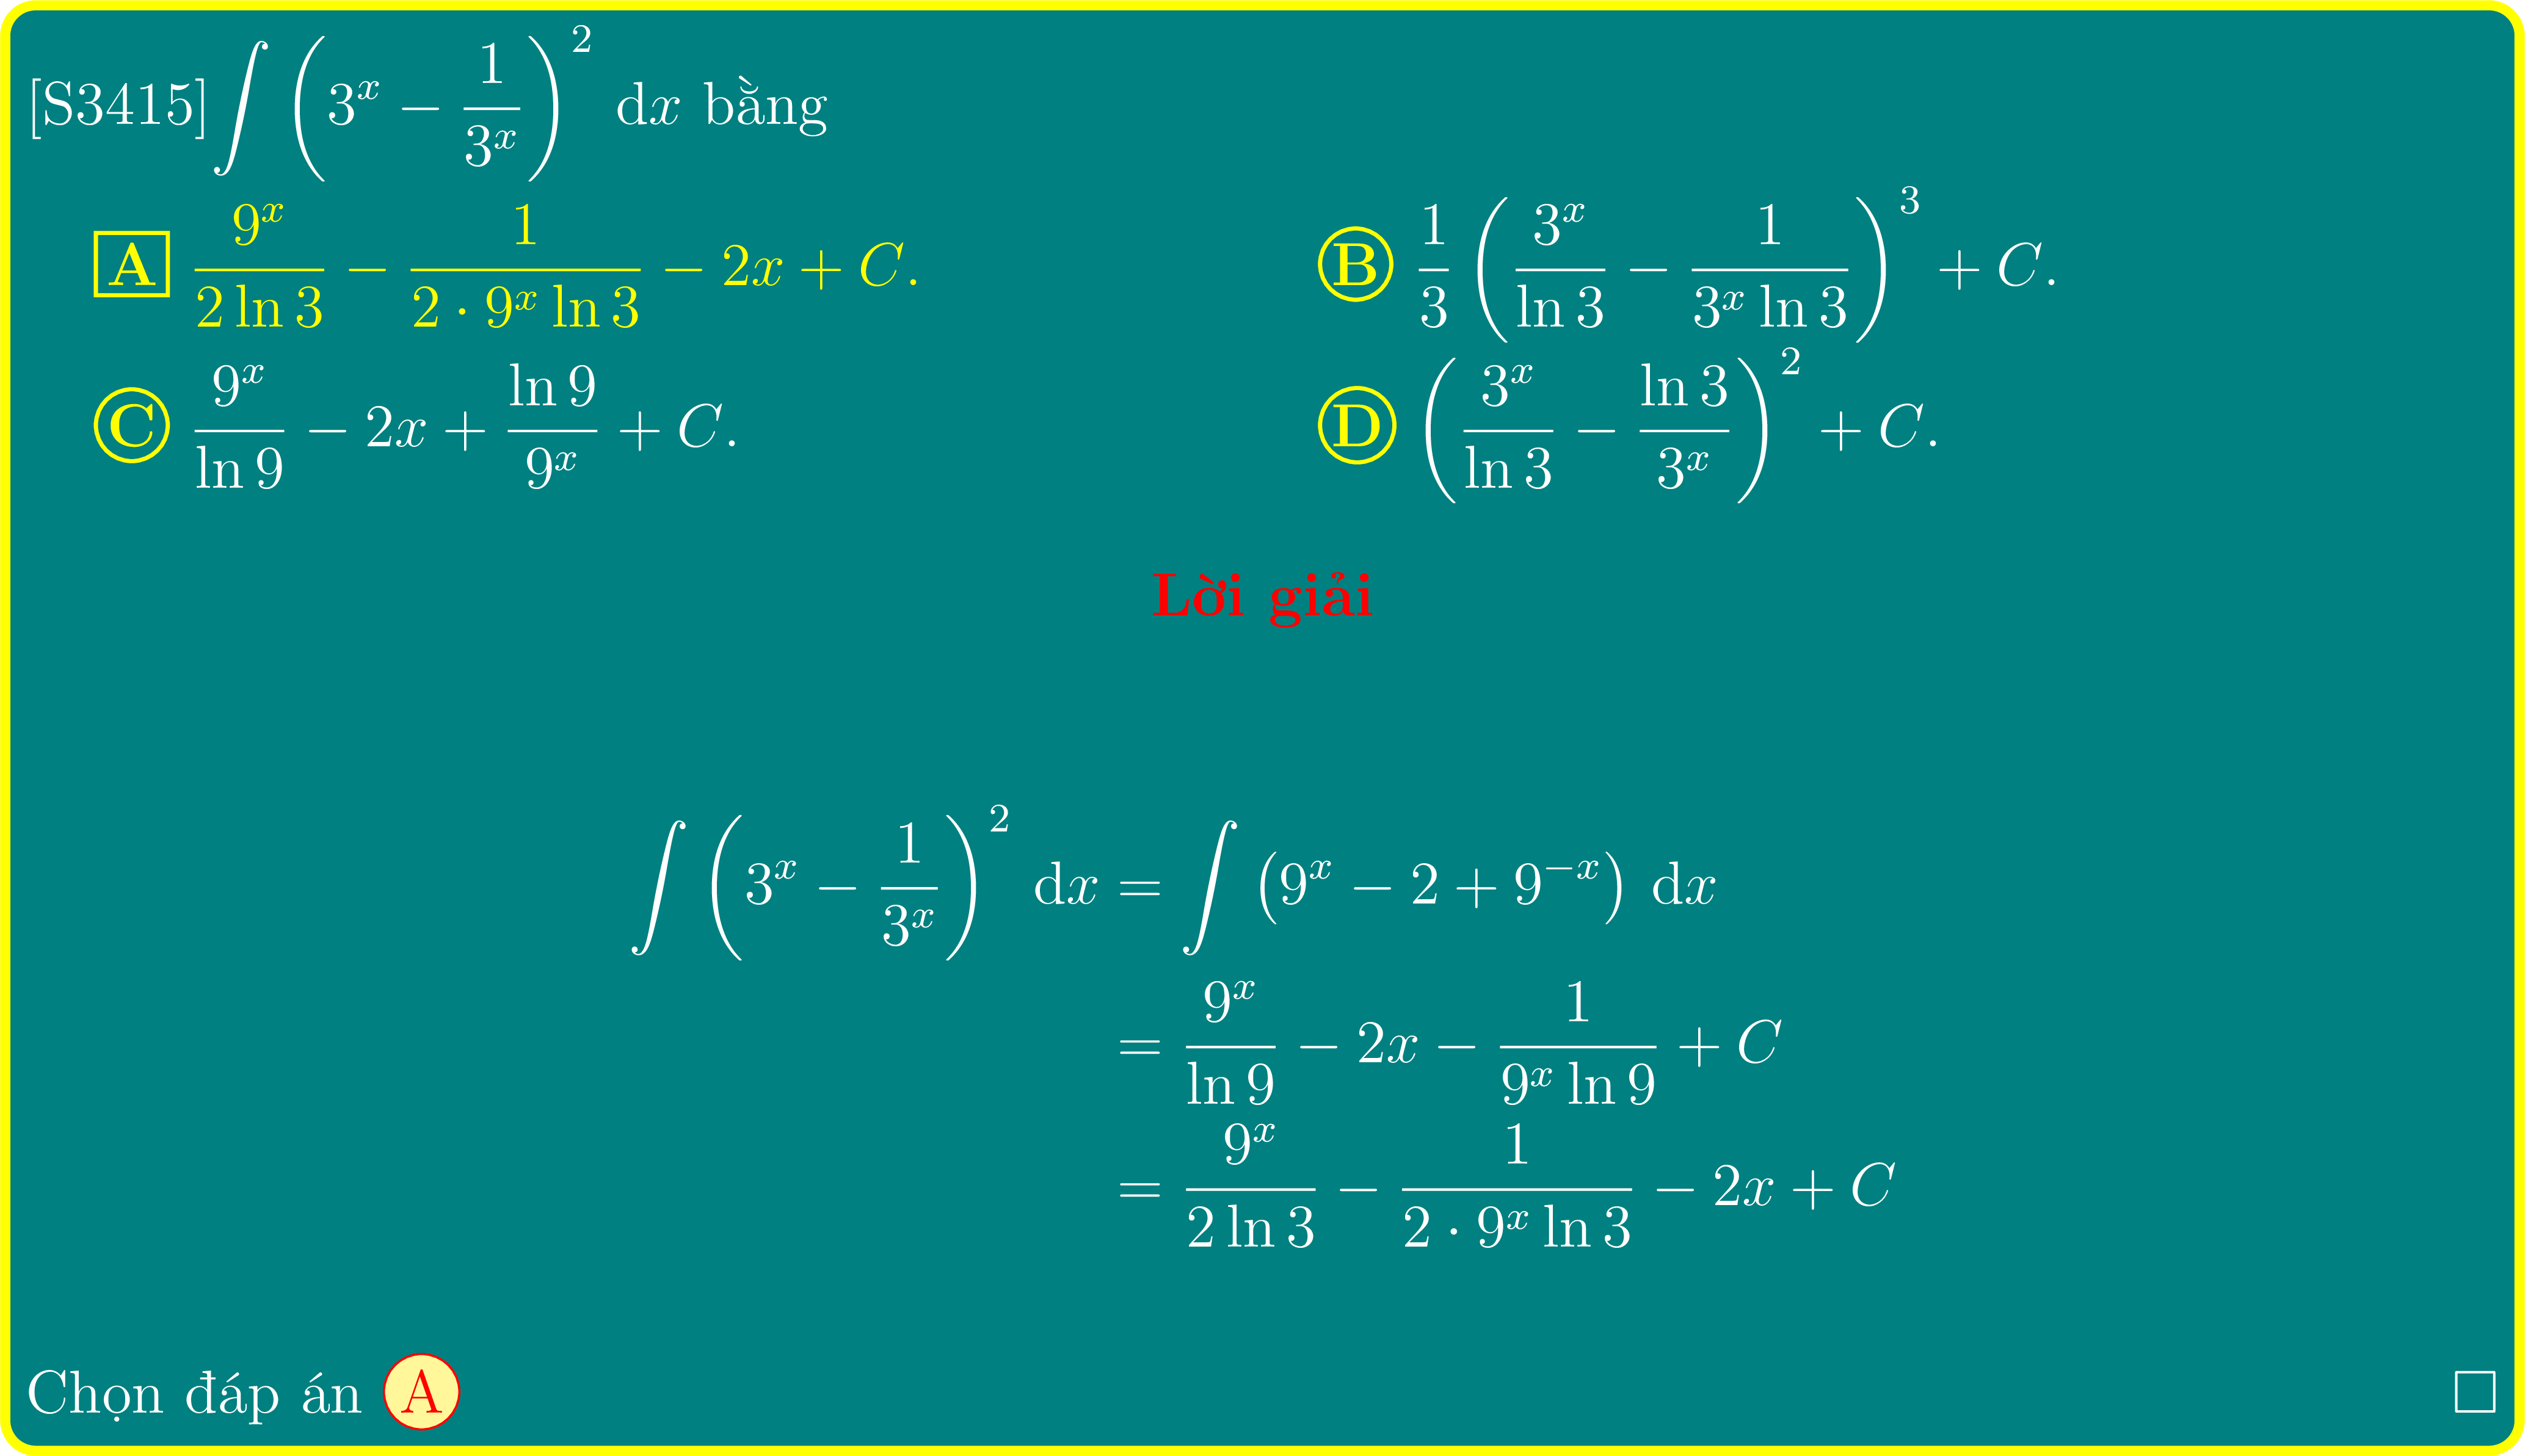 [S3415] $\int \left(3^x - \frac{1}{3^x}\right)^2 \mathrm{d}x$ bằng
A $\frac{9^x}{2\ln 3} - \frac{1}{2 \cdot 9^x \ln 3} - 2x + C.$ B $\frac{1}{3}\left(\frac{3^x}{\ln 3} - \frac{1}{3^x \ln 3}\right)^3 + C.$
C $\frac{9^x}{\ln 9} - 2x + \frac{\ln 9}{9^x} + C.$ D $\left(\frac{3^x}{\ln 3} - \frac{\ln 3}{3^x}\right)^2 + C.$
Lời giải
$\int \left(3^x - \frac{1}{3^x}\right)^2 \mathrm{d}x = \int \left(9^x - 2 + 9^{-x}\right) \mathrm{d}x$
$= \frac{9^x}{\ln 9} - 2x - \frac{1}{9^x \ln 9} + C$
$= \frac{9^x}{2\ln 3} - \frac{1}{2 \cdot 9^x \ln 3} - 2x + C$
Chọn đáp án A □